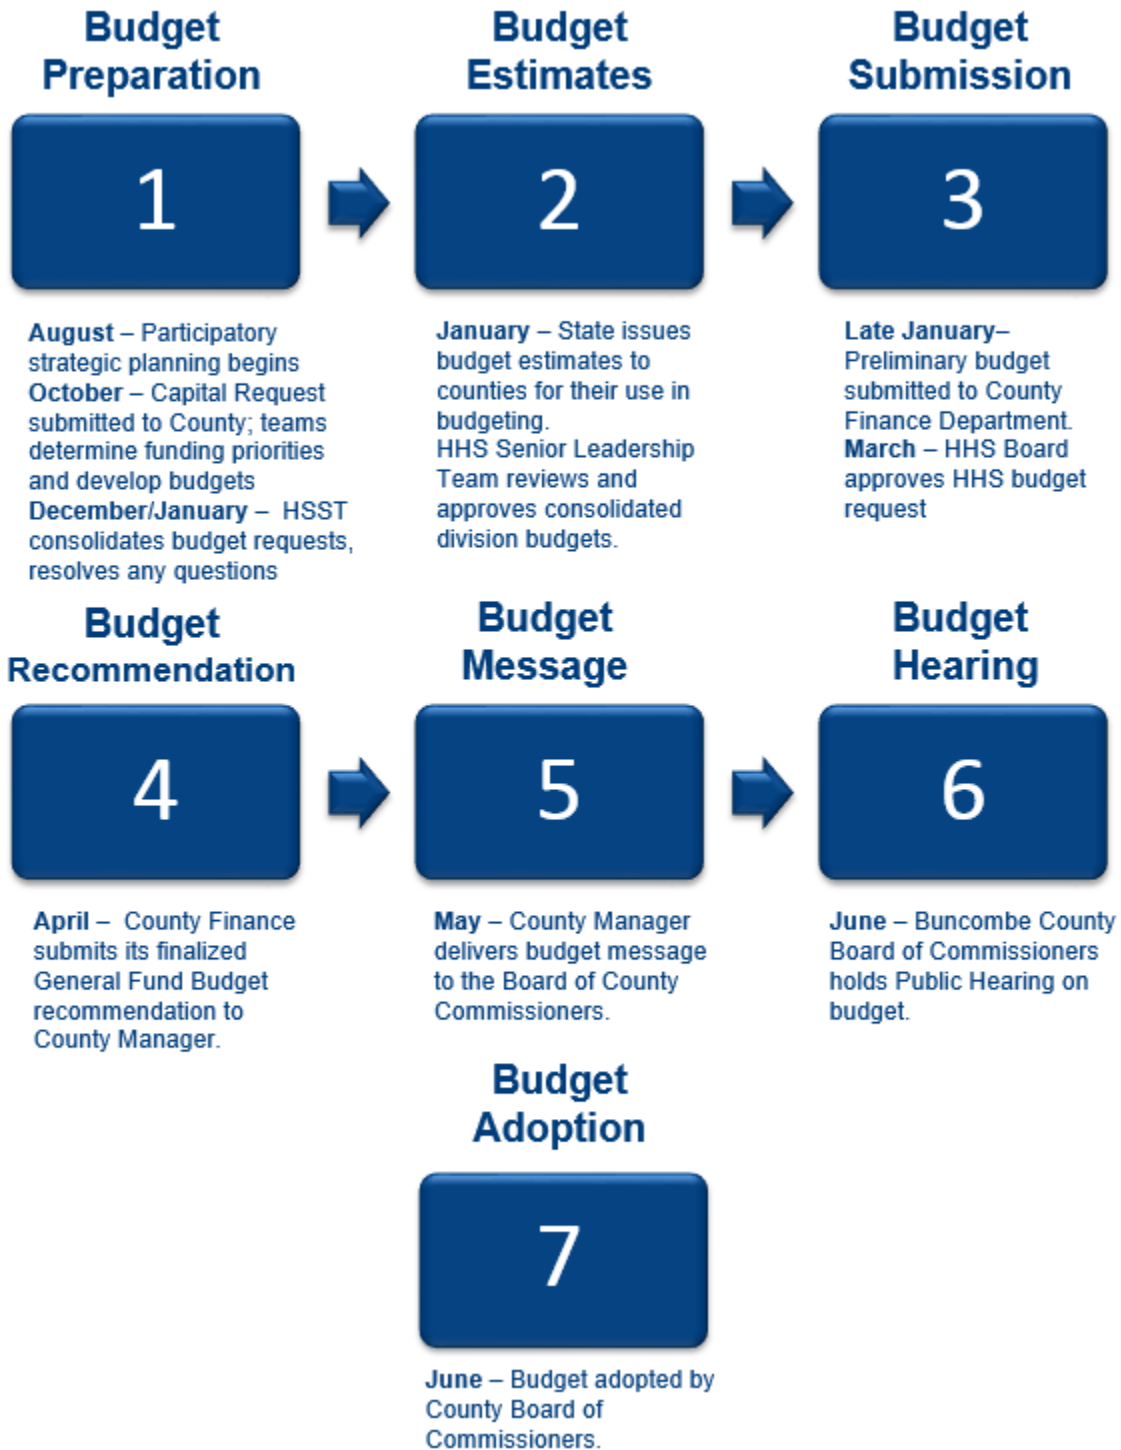 Budget
Preparation
1
August – Participatory
strategic planning begins
October – Capital Request
submitted to County; teams
determine funding priorities
and develop budgets
December/January – HSST
consolidates budget requests,
resolves any questions
Budget
Estimates
2
January – State issues
budget estimates to
counties for their use in
budgeting.
HHS Senior Leadership
Team reviews and
approves consolidated
division budgets.
Budget
Submission
3
Late January–
Preliminary budget
submitted to County
Finance Department.
March – HHS Board
approves HHS budget
request
Budget
Recommendation
4
April – County Finance
submits its finalized
General Fund Budget
recommendation to
County Manager.
Budget
Message
5
May – County Manager
delivers budget message
to the Board of County
Commissioners.
Budget
Hearing
6
June – Buncombe County
Board of Commissioners
holds Public Hearing on
budget.
Budget
Adoption
7
June – Budget adopted by
County Board of
Commissioners.